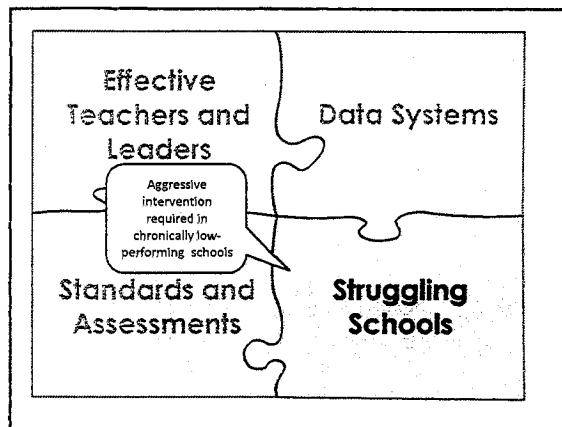 Effective
Teachers and
Leaders
Data Systems
Aggressive
intervention
required in
chronically low-
performing schools
Standards and
Assessments
Struggling
Schools